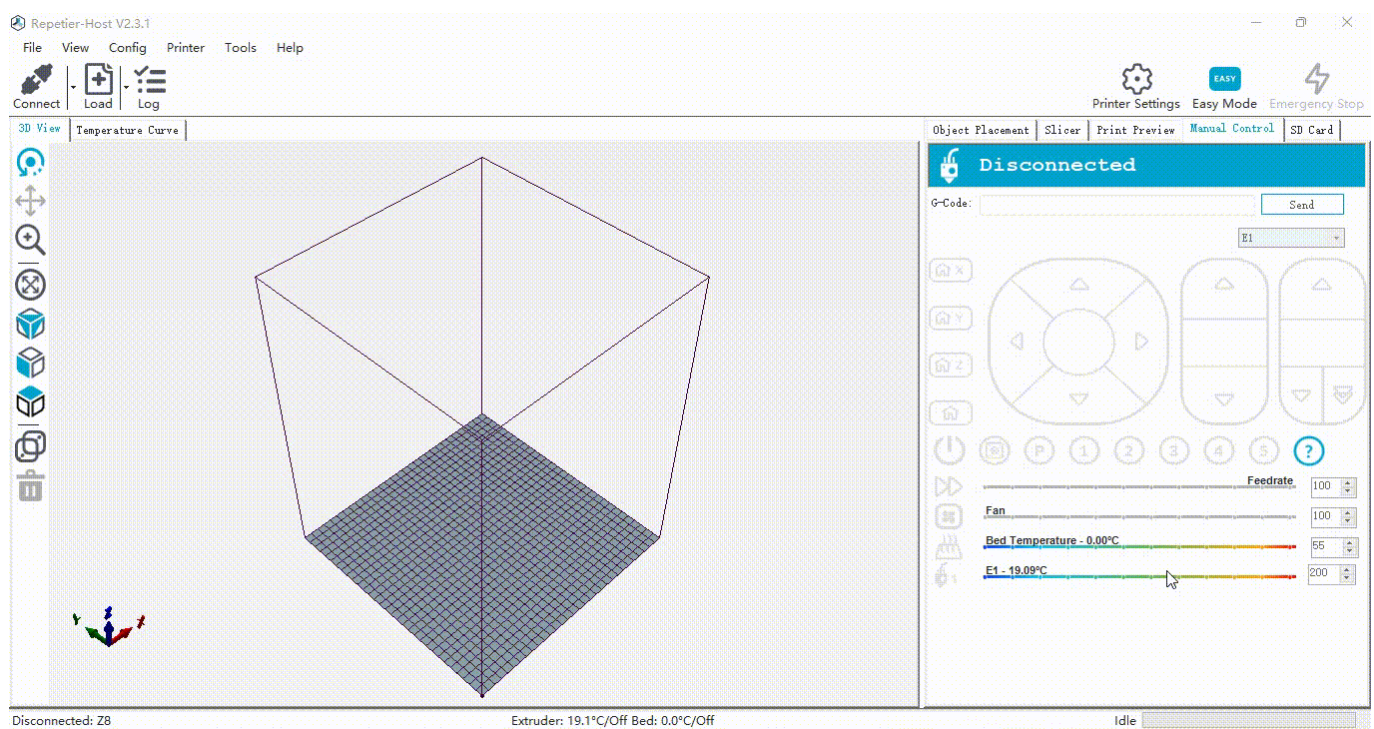 Repetier-Host V2.3.1
File View Config Printer Tools Help
Connect Load Log
Printer Settings Easy Mode Emergency Stop
EASY
3D View Temperature Curve
Object Placement Slicer Print Preview Manual Control SD Card
Disconnected
G-Code: Send
E1
X
Y
Z
P 1 2 3 4 5 ?
Feedrate 100
Fan 100
Bed Temperature - 0.00°C 55
1 E1 - 19.09°C 200
Y Z X
Disconnected: Z8 Extruder: 19.1°C/Off Bed: 0.0°C/Off Idle